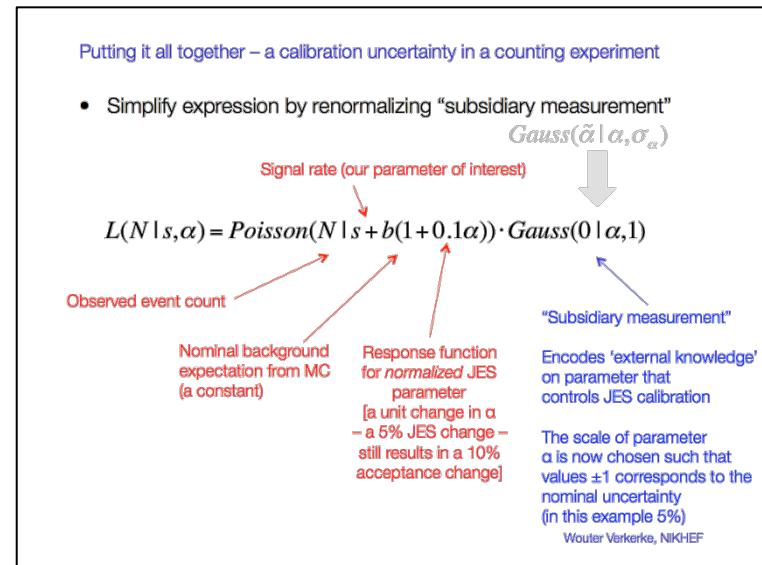 Putting it all together – a calibration uncertainty in a counting experiment
• Simplify expression by renormalizing “subsidiary measurement”
Gauss(α̃ | α,σ_α)
Signal rate (our parameter of interest)
L(N | s,α) = Poisson(N | s + b(1+0.1α))·Gauss(0 | α,1)
Observed event count
Nominal background
expectation from MC
(a constant)
Response function
for normalized JES
parameter
[a unit change in α
– a 5% JES change –
still results in a 10%
acceptance change]
“Subsidiary measurement”
Encodes ‘external knowledge’
on parameter that
controls JES calibration
The scale of parameter
α is now chosen such that
values ±1 corresponds to the
nominal uncertainty
(in this example 5%)
Wouter Verkerke, NIKHEF